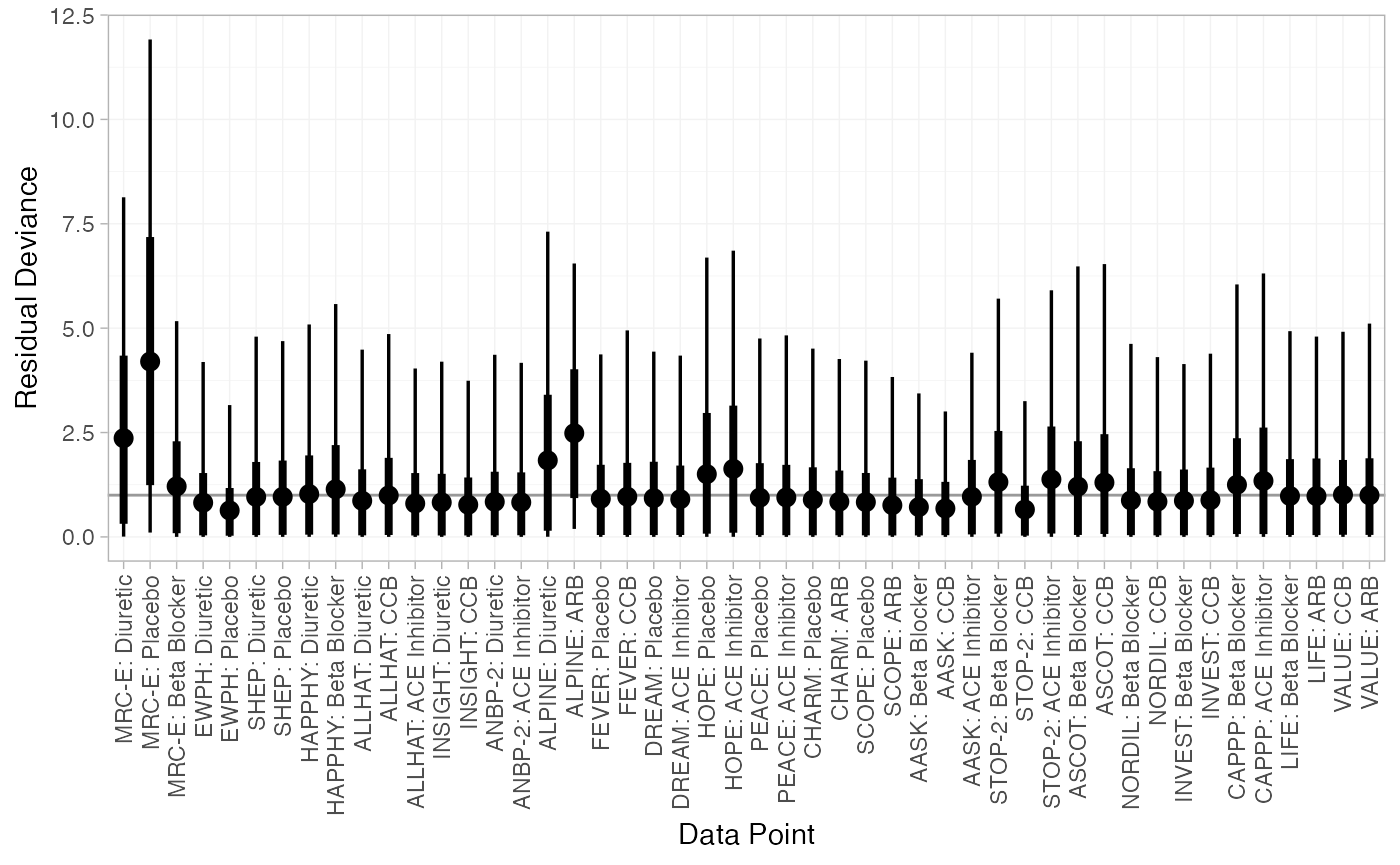 12.5
10.0
7.5
5.0
2.5
0.0
Residual Deviance
MRC-E: Diuretic
MRC-E: Placebo
MRC-E: Beta Blocker
EWPH: Diuretic
EWPH: Placebo
SHEP: Diuretic
SHEP: Placebo
HAPPHY: Diuretic
HAPPHY: Beta Blocker
ALLHAT: Diuretic
ALLHAT: CCB
ALLHAT: ACE Inhibitor
INSIGHT: Diuretic
INSIGHT: CCB
ANBP-2: Diuretic
ANBP-2: ACE Inhibitor
ALPINE: Diuretic
ALPINE: ARB
FEVER: Placebo
FEVER: CCB
DREAM: Placebo
DREAM: ACE Inhibitor
HOPE: Placebo
HOPE: ACE Inhibitor
PEACE: Placebo
PEACE: ACE Inhibitor
CHARM: Placebo
CHARM: ARB
SCOPE: Placebo
SCOPE: ARB
AASK: Beta Blocker
AASK: CCB
AASK: ACE Inhibitor
STOP-2: Beta Blocker
STOP-2: CCB
STOP-2: ACE Inhibitor
ASCOT: Beta Blocker
ASCOT: CCB
NORDIL: Beta Blocker
NORDIL: CCB
INVEST: Beta Blocker
INVEST: CCB
CAPPP: Beta Blocker
CAPPP: ACE Inhibitor
LIFE: Beta Blocker
LIFE: ARB
VALUE: CCB
VALUE: ARB
Data Point